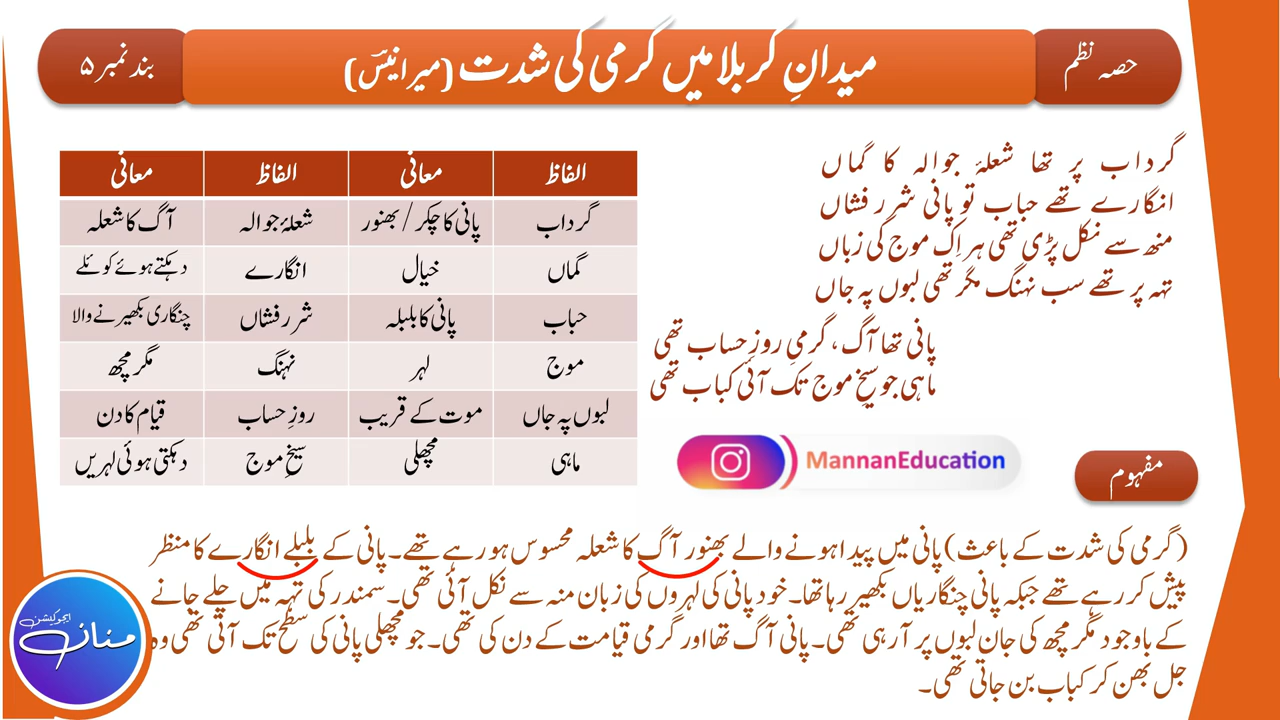 حصہ نظم
میدانِ کربلا میں گرمی کی شدت (میر انیسؔ)
بند نمبر ۵
گرداب پر تھا شعلۂ جوالہ کا گماں
انگارے تھے حباب تو پانی شرر فشاں
منھ سے نکل پڑی تھی ہر اِک موج کی زباں
تہہ پر تھے سب نہنگ مگر تھی لبوں پہ جاں
پانی تھا آگ، گرمیِ روزِ حساب تھی
ماہی جو سیخِ موج تک آئی کباب تھی
الفاظ معانی الفاظ معانی
گرداب پانی کا چکر / بھنور شعلۂ جوالہ آگ کا شعلہ
گماں خیال انگارے دہکتے ہوئے کوئلے
حباب پانی کا بلبلہ شرر فشاں چنگاری بکھیرنے والا
موج لہر نہنگ مگر مچھ
لبوں پہ جاں موت کے قریب روزِ حساب قیام کا دن
ماہی مچھلی سیخِ موج دہکتی ہوئی لہریں
MannanEducation
مفہوم
(گرمی کی شدت کے باعث) پانی میں پیدا ہونے والے بھنور آگ کا شعلہ محسوس ہو رہے تھے۔ پانی کے بلبلے انگارے کا منظر
پیش کر رہے تھے جبکہ پانی چنگاریاں بکھیر رہا تھا۔ خود پانی کی لہروں کی زبان منہ سے نکل آئی تھی۔ سمندر کی تہہ میں چلے جانے
کے باوجود مگر مچھ کی جان لبوں پر آ رہی تھی۔ پانی آگ تھا اور گرمی قیامت کے دن کی تھی۔ جو مچھلی پانی کی سطح تک آتی تھی وہ
جل بھن کر کباب بن جاتی تھی۔
ایجوکیشن
منان